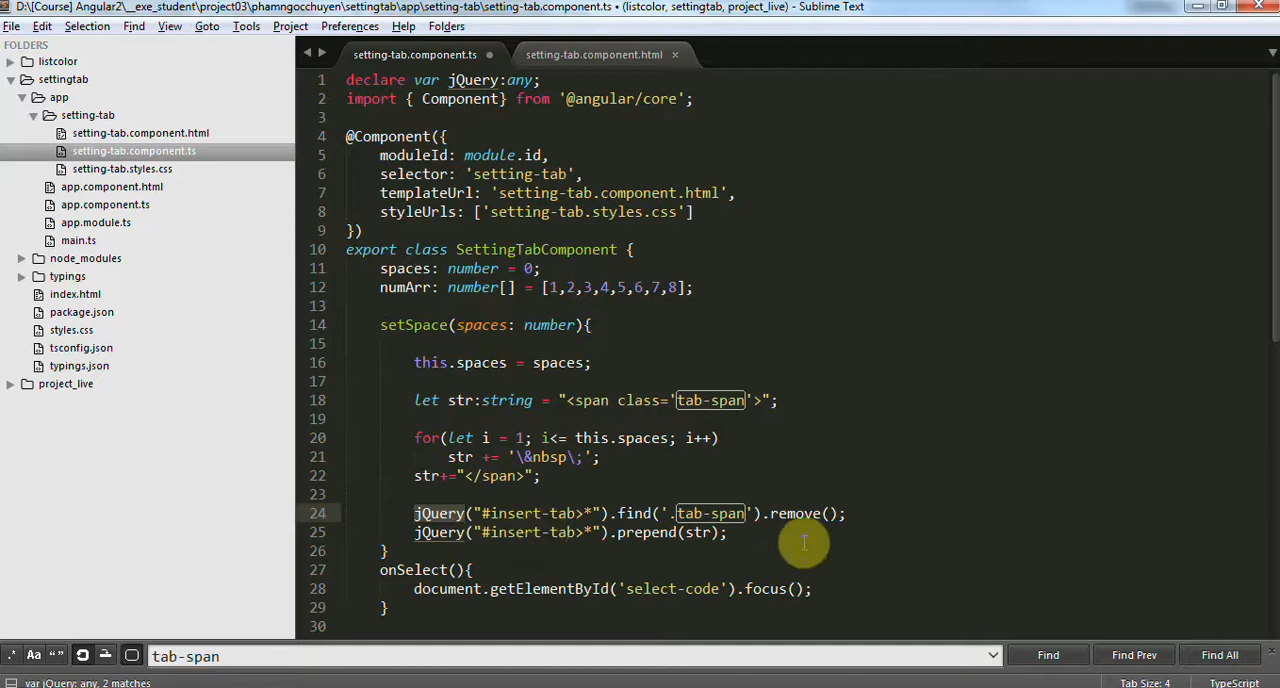 D:\[Course] Angular2\__exe_student\project03\phamngocchuyen\settingtab\app\setting-tab\setting-tab.component.ts • (listcolor, settingtab, project_live) - Sublime Text
File Edit Selection Find View Goto Tools Project Preferences Help Folders
FOLDERS
listcolor
settingtab
app
setting-tab
setting-tab.component.html
setting-tab.component.ts
setting-tab.styles.css
app.component.html
app.component.ts
app.module.ts
main.ts
node_modules
typings
index.html
package.json
styles.css
tsconfig.json
typings.json
project_live
setting-tab.component.ts setting-tab.component.html ×
1 declare var jQuery:any;
2 import { Component} from '@angular/core';
3
4 @Component({
5 moduleId: module.id,
6 selector: 'setting-tab',
7 templateUrl: 'setting-tab.component.html',
8 styleUrls: ['setting-tab.styles.css']
9 })
10 export class SettingTabComponent {
11 spaces: number = 0;
12 numArr: number[] = [1,2,3,4,5,6,7,8];
13
14 setSpace(spaces: number){
15
16 this.spaces = spaces;
17
18 let str:string = "<span class='tab-span'>";
19
20 for(let i = 1; i<= this.spaces; i++)
21 str += '\&nbsp\;';
22 str+="</span>";
23
24 jQuery("#insert-tab>*").find('.tab-span').remove();
25 jQuery("#insert-tab>*").prepend(str);
26 }
27 onSelect(){
28 document.getElementById('select-code').focus();
29 }
30
.* Aa “” tab-span Find Find Prev Find All
var jQuery: any, 2 matches Tab Size: 4 TypeScript